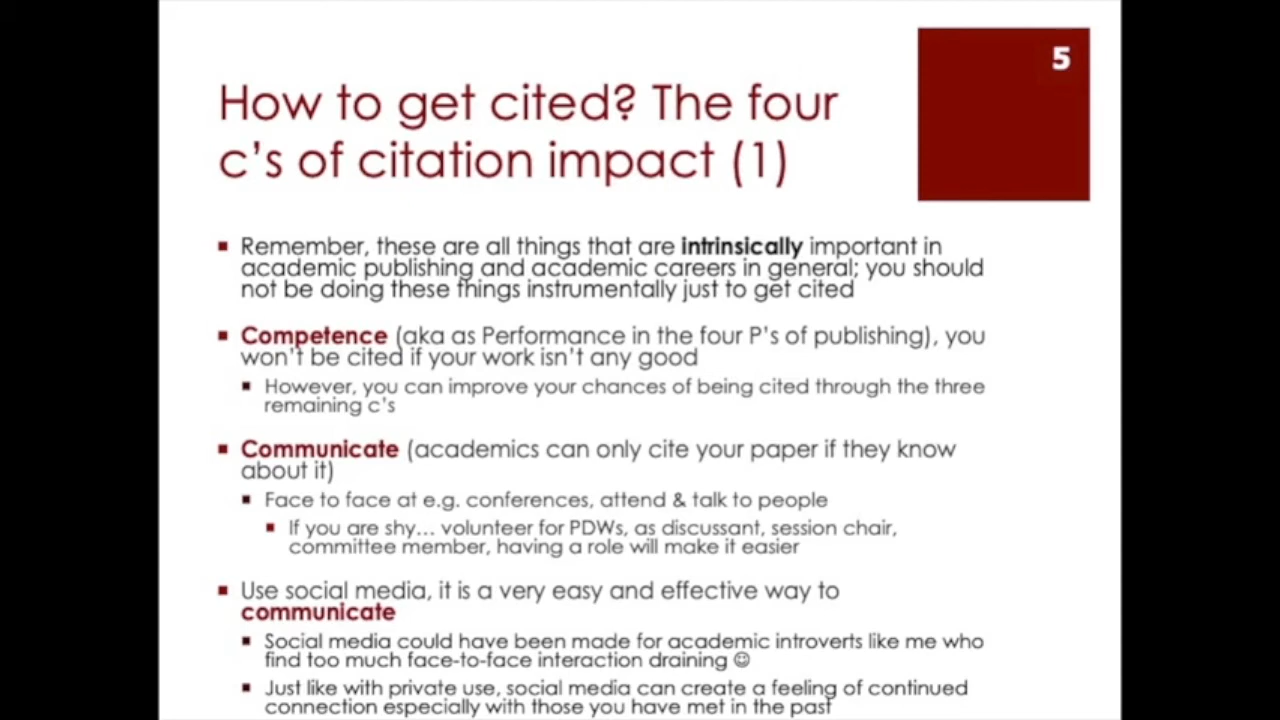 5
How to get cited? The four
c's of citation impact (1)
Remember, these are all things that are intrinsically important in
academic publishing and academic careers in general; you should
not be doing these things instrumentally just to get cited
Competence (aka as Performance in the four P's of publishing), you
won't be cited if your work isn't any good
However, you can improve your chances of being cited through the three
remaining c's
Communicate (academics can only cite your paper if they know
about it)
Face to face at e.g. conferences, attend & talk to people
If you are shy... volunteer for PDWs, as discussant, session chair,
committee member, having a role will make it easier
Use social media, it is a very easy and effective way to
communicate
Social media could have been made for academic introverts like me who
find too much face-to-face interaction draining ☺
Just like with private use, social media can create a feeling of continued
connection especially with those you have met in the past